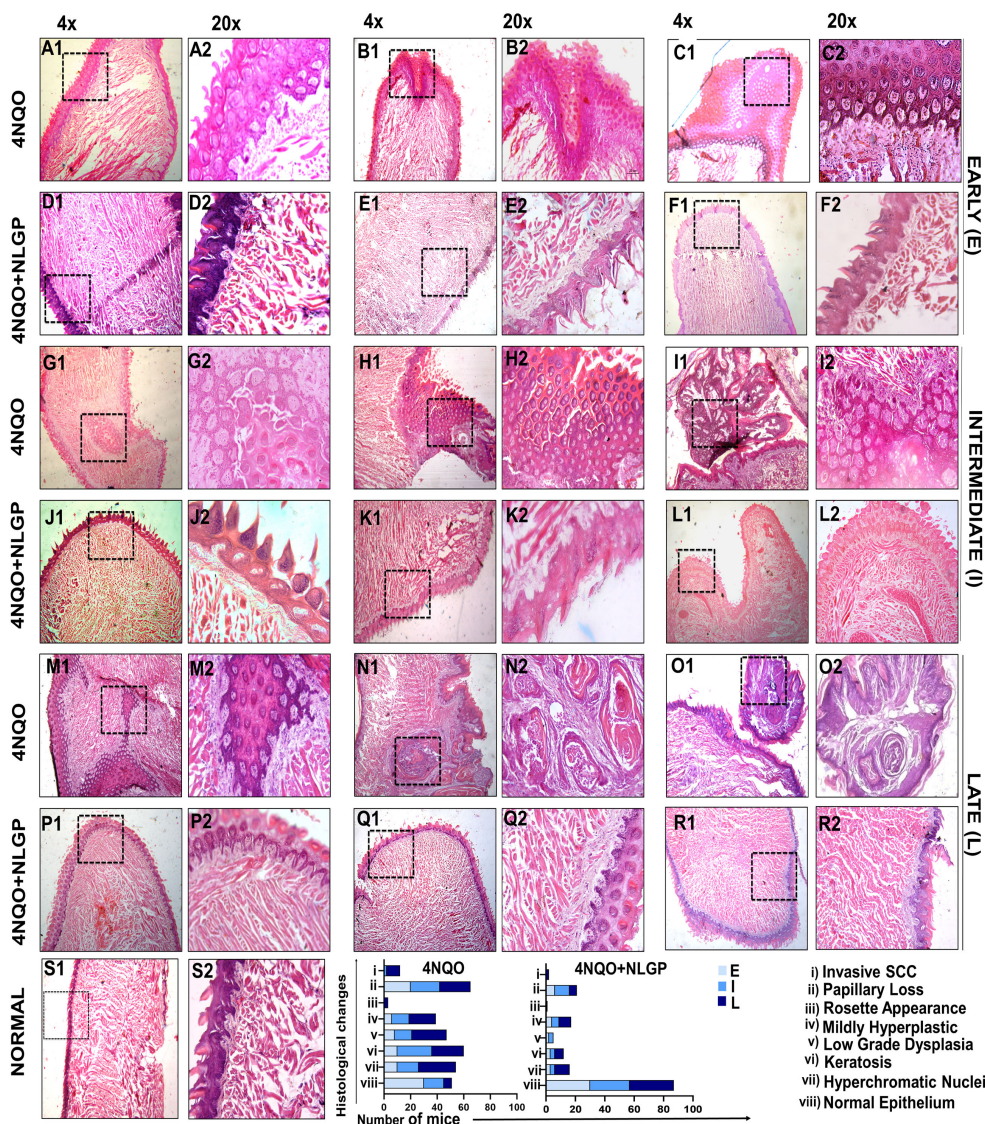 4x 20x 4x 20x 4x 20x
4NQO A1 A2 B1 B2 C1 C2
EARLY (E)
4NQO+NLGP D1 D2 E1 E2 F1 F2
4NQO G1 G2 H1 H2 I1 I2
INTERMEDIATE (I)
4NQO+NLGP J1 J2 K1 K2 L1 L2
4NQO M1 M2 N1 N2 O1 O2
LATE (L)
4NQO+NLGP P1 P2 Q1 Q2 R1 R2
NORMAL S1 S2
Histological changes
4NQO
i
ii
iii
iv
v
vi
vii
viii
0 20 40 60 80 100
4NQO+NLGP
i
ii
iii
iv
v
vi
vii
viii
0 20 40 60 80 100
Number of mice
E
I
L
i) Invasive SCC
ii) Papillary Loss
iii) Rosette Appearance
iv) Mildly Hyperplastic
v) Low Grade Dysplasia
vi) Keratosis
vii) Hyperchromatic Nuclei
viii) Normal Epithelium